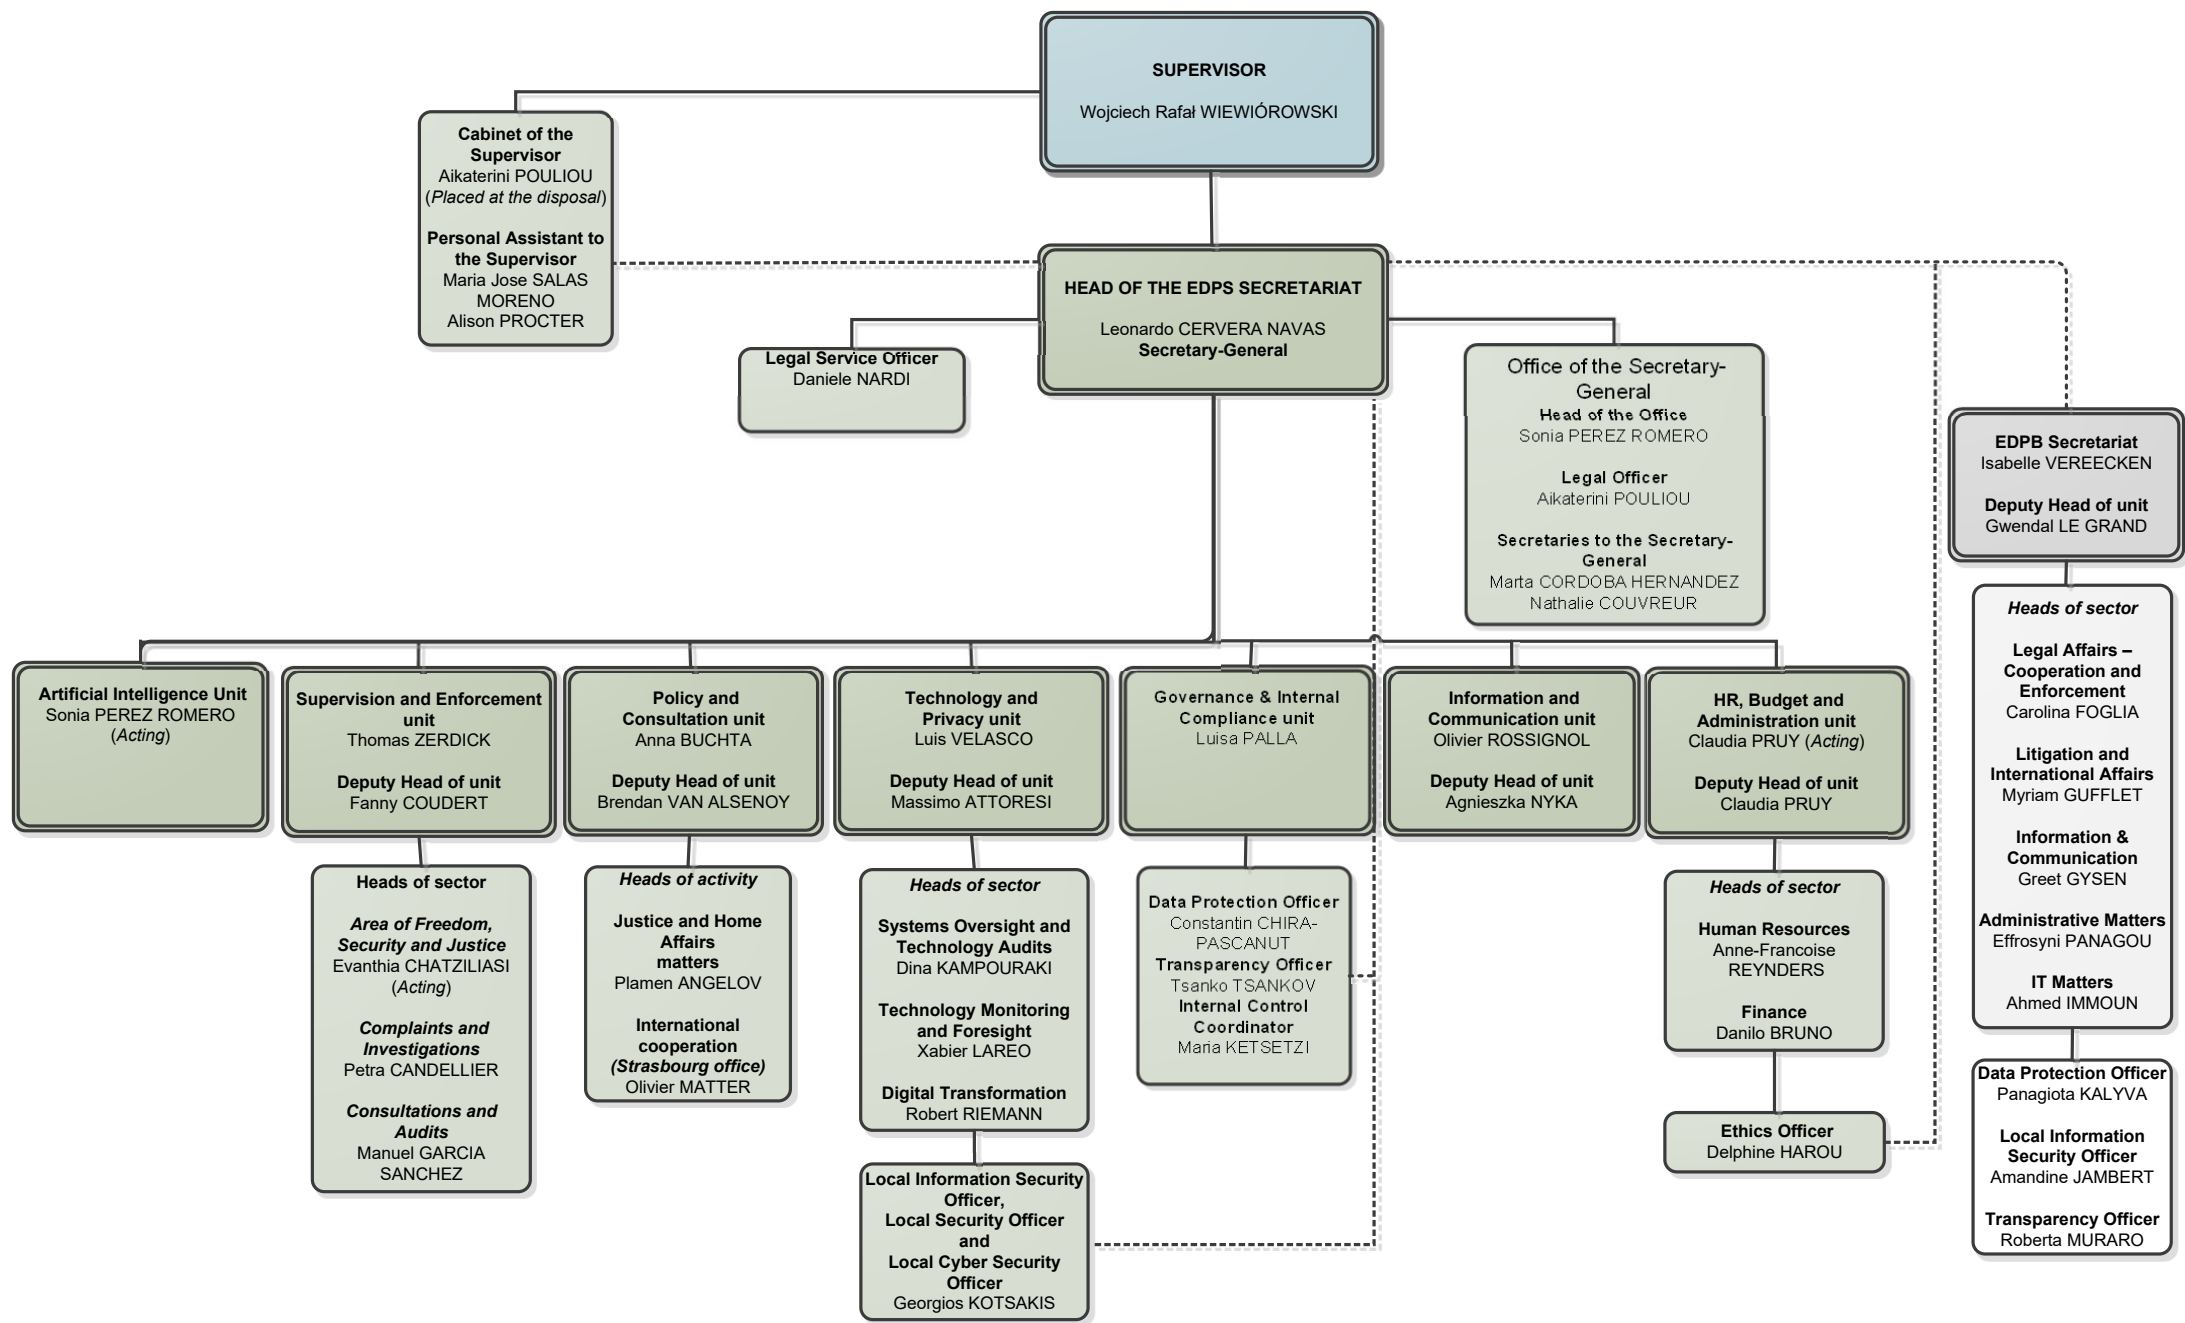 SUPERVISOR
Wojciech Rafał WIEWIÓROWSKI
Cabinet of the
Supervisor
Aikaterini POULIOU
(Placed at the disposal)
Personal Assistant to
the Supervisor
Maria Jose SALAS
MORENO
Alison PROCTER
HEAD OF THE EDPS SECRETARIAT
Leonardo CERVERA NAVAS
Secretary-General
Legal Service Officer
Daniele NARDI
Office of the Secretary-
General
Head of the Office
Sonia PEREZ ROMERO
Legal Officer
Aikaterini POULIOU
Secretaries to the Secretary-
General
Marta CORDOBA HERNANDEZ
Nathalie COUVREUR
EDPB Secretariat
Isabelle VEREECKEN
Deputy Head of unit
Gwendal LE GRAND
Heads of sector
Legal Affairs –
Cooperation and
Enforcement
Carolina FOGLIA
Litigation and
International Affairs
Myriam GUFFLET
Information &
Communication
Greet GYSEN
Administrative Matters
Effrosyni PANAGOU
IT Matters
Ahmed IMMOUN
Data Protection Officer
Panagiota KALYVA
Local Information
Security Officer
Amandine JAMBERT
Transparency Officer
Roberta MURARO
Artificial Intelligence Unit
Sonia PEREZ ROMERO
(Acting)
Supervision and Enforcement
unit
Thomas ZERDICK
Deputy Head of unit
Fanny COUDERT
Heads of sector
Area of Freedom,
Security and Justice
Evanthia CHATZILIASI
(Acting)
Complaints and
Investigations
Petra CANDELLIER
Consultations and
Audits
Manuel GARCIA
SANCHEZ
Policy and
Consultation unit
Anna BUCHTA
Deputy Head of unit
Brendan VAN ALSENOY
Heads of activity
Justice and Home
Affairs
matters
Plamen ANGELOV
International
cooperation
(Strasbourg office)
Olivier MATTER
Technology and
Privacy unit
Luis VELASCO
Deputy Head of unit
Massimo ATTORESI
Heads of sector
Systems Oversight and
Technology Audits
Dina KAMPOURAKI
Technology Monitoring
and Foresight
Xabier LAREO
Digital Transformation
Robert RIEMANN
Local Information Security
Officer,
Local Security Officer
and
Local Cyber Security
Officer
Georgios KOTSAKIS
Governance & Internal
Compliance unit
Luisa PALLA
Data Protection Officer
Constantin CHIRA-
PASCANUT
Transparency Officer
Tsanko TSANKOV
Internal Control
Coordinator
Maria KETSETZI
Information and
Communication unit
Olivier ROSSIGNOL
Deputy Head of unit
Agnieszka NYKA
HR, Budget and
Administration unit
Claudia PRUY (Acting)
Deputy Head of unit
Claudia PRUY
Heads of sector
Human Resources
Anne-Francoise
REYNDERS
Finance
Danilo BRUNO
Ethics Officer
Delphine HAROU